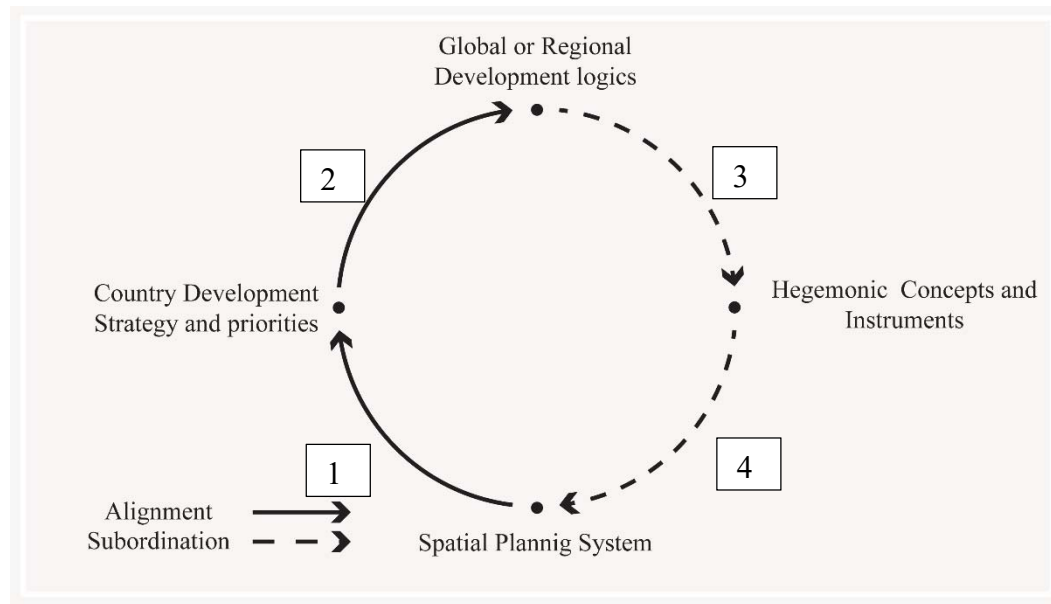 Global or Regional
Development logics
2
3
Country Development
Strategy and priorities
Hegemonic Concepts and
Instruments
1
4
Alignment
Subordination
Spatial Plannig System